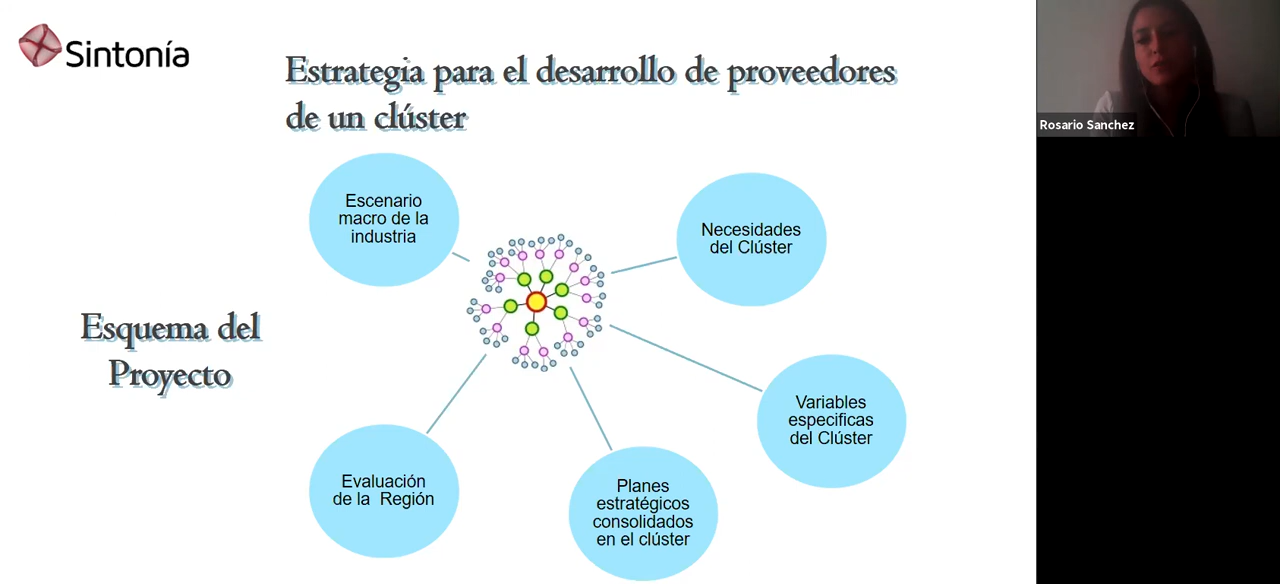 Sintonía
Estrategia para el desarrollo de proveedores
de un clúster
Rosario Sanchez
Escenario
macro de la
industria
Necesidades
del Clúster
Esquema del
Proyecto
Variables
especificas
del Clúster
Evaluación
de la Región
Planes
estratégicos
consolidados
en el clúster